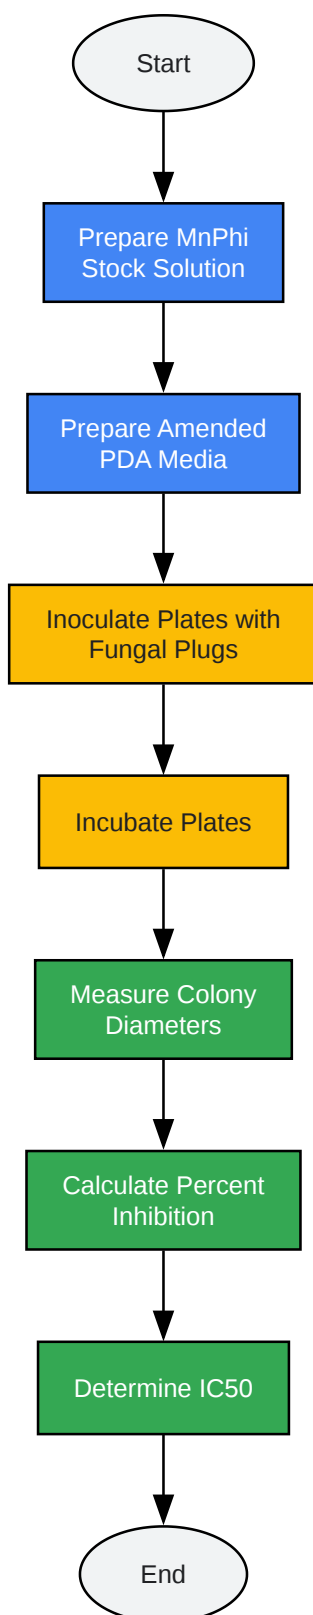 Start
Prepare MnPhi
Stock Solution
Prepare Amended
PDA Media
Inoculate Plates with
Fungal Plugs
Incubate Plates
Measure Colony
Diameters
Calculate Percent
Inhibition
Determine IC50
End